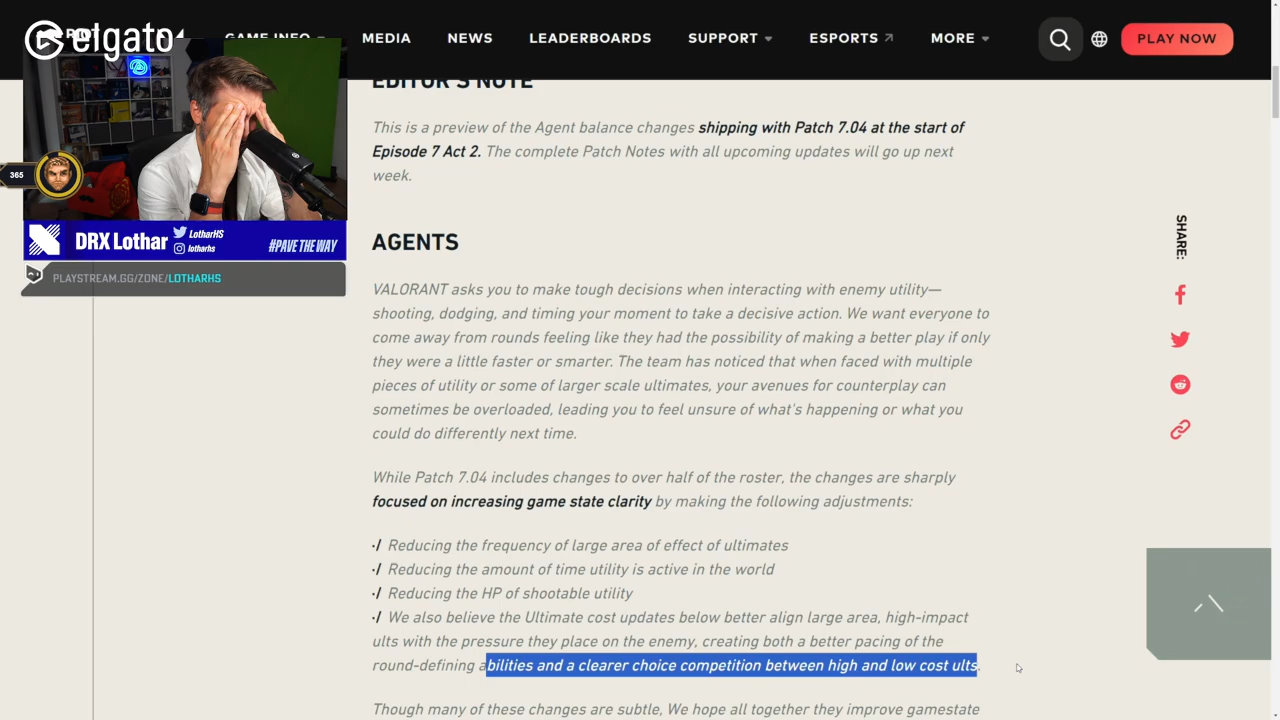 elgato
GAME INFO
MEDIA
NEWS
LEADERBOARDS
SUPPORT
ESPORTS
MORE
PLAY NOW
EDITOR'S NOTE
This is a preview of the Agent balance changes shipping with Patch 7.04 at the start of
Episode 7 Act 2. The complete Patch Notes with all upcoming updates will go up next
week.
365
DRX Lothar
LotharHS
lotharhs
#PAVE THE WAY
PLAYSTREAM.GG/ZONE/LOTHARHS
AGENTS
VALORANT asks you to make tough decisions when interacting with enemy utility—
shooting, dodging, and timing your moment to take a decisive action. We want everyone to
come away from rounds feeling like they had the possibility of making a better play if only
they were a little faster or smarter. The team has noticed that when faced with multiple
pieces of utility or some of larger scale ultimates, your avenues for counterplay can
sometimes be overloaded, leading you to feel unsure of what's happening or what you
could do differently next time.
While Patch 7.04 includes changes to over half of the roster, the changes are sharply
focused on increasing game state clarity by making the following adjustments:
·/ Reducing the frequency of large area of effect of ultimates
·/ Reducing the amount of time utility is active in the world
·/ Reducing the HP of shootable utility
·/ We also believe the Ultimate cost updates below better align large area, high-impact
ults with the pressure they place on the enemy, creating both a better pacing of the
round-defining abilities and a clearer choice competition between high and low cost ults.
Though many of these changes are subtle, We hope all together they improve gamestate
SHARE: